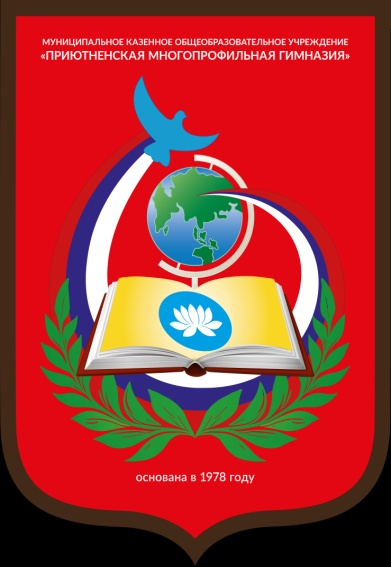 МУНИЦИПАЛЬНОЕ КАЗЕННОЕ ОБЩЕОБРАЗОВАТЕЛЬНОЕ УЧРЕЖДЕНИЕ
«ПРИЮТНЕНСКАЯ МНОГОПРОФИЛЬНАЯ ГИМНАЗИЯ»
основана в 1978 году